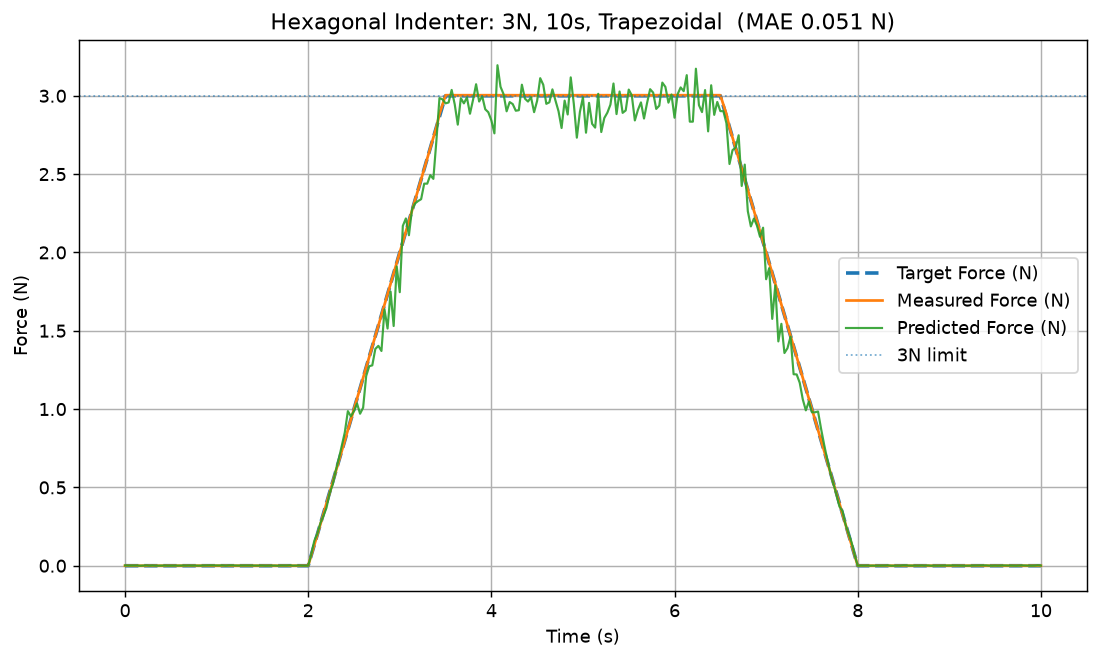 Hexagonal Indenter: 3N, 10s, Trapezoidal  (MAE 0.051 N)
Force (N)
3.0
2.5
2.0
1.5
1.0
0.5
0.0
Target Force (N)
Measured Force (N)
Predicted Force (N)
3N limit
0 2 4 6 8 10
Time (s)